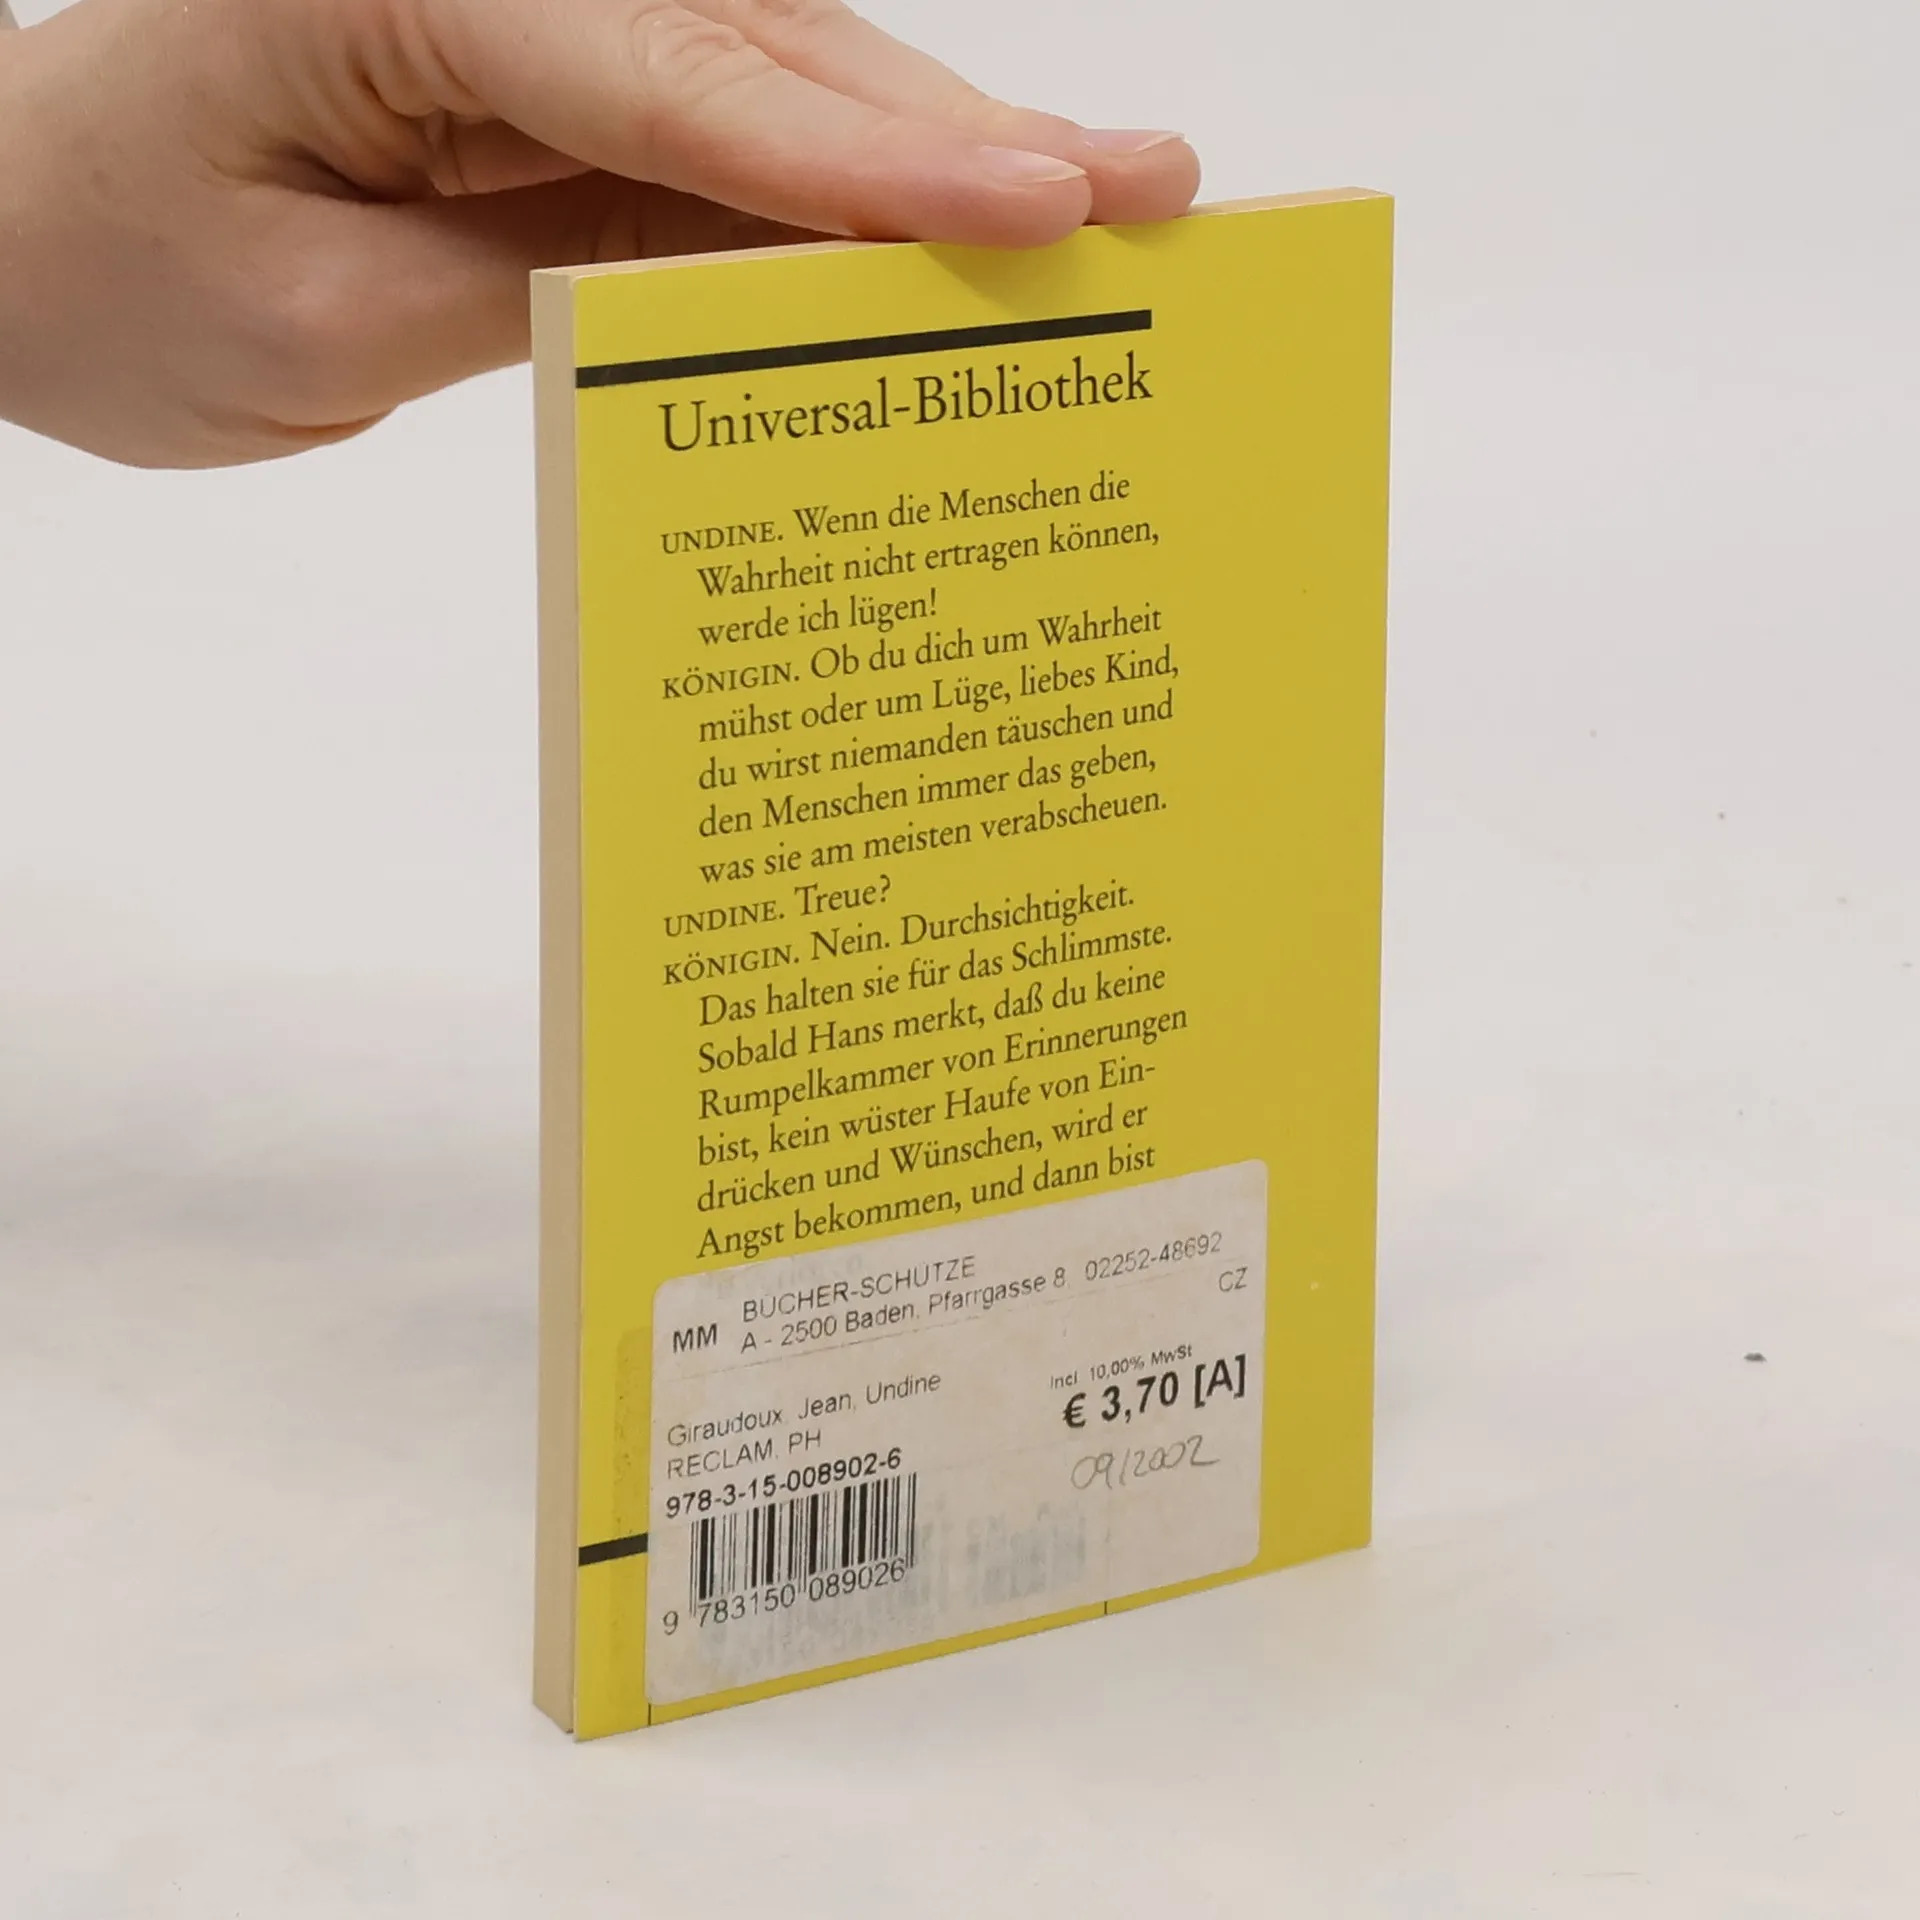 Universal-Bibliothek
UNDINE. Wenn die Menschen die
Wahrheit nicht ertragen können,
werde ich lügen!
KÖNIGIN. Ob du dich um Wahrheit
mühst oder um Lüge, liebes Kind,
du wirst niemanden täuschen und
den Menschen immer das geben,
was sie am meisten verabscheuen.
UNDINE. Treue?
KÖNIGIN. Nein. Durchsichtigkeit.
Das halten sie für das Schlimmste.
Sobald Hans merkt, daß du keine
Rumpelkammer von Erinnerungen
bist, kein wüster Haufe von Ein-
drücken und Wünschen, wird er
Angst bekommen, und dann bist
MM BÜCHER-SCHÜTZE
A - 2500 Baden, Pfarrgasse 8, 02252-48692
CZ
Incl. 10,00% MwSt
€ 3,70 [A]
09/2002
Giraudoux, Jean, Undine
RECLAM, PH
978-3-15-008902-6
9 783150 089026